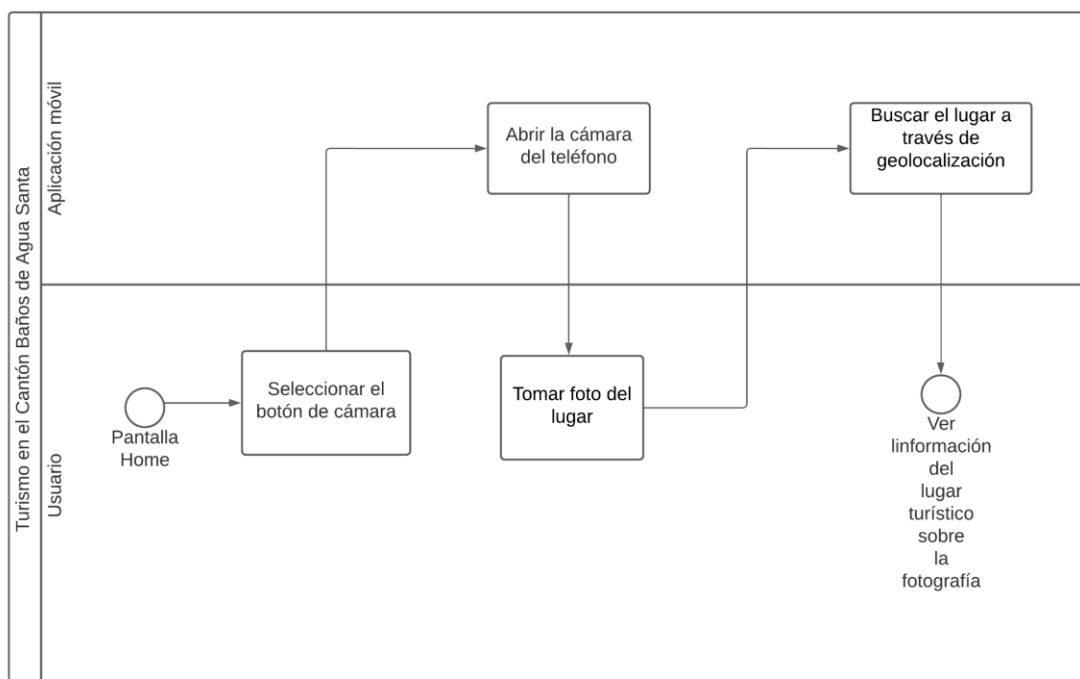 Turismo en el Cantón Baños de Agua Santa
Aplicación móvil
Abrir la cámara
del teléfono
Buscar el lugar a
través de
geolocalización
Usuario
Pantalla
Home
Seleccionar el
botón de cámara
Tomar foto del
lugar
Ver
linformación
del
lugar
turístico
sobre
la
fotografía